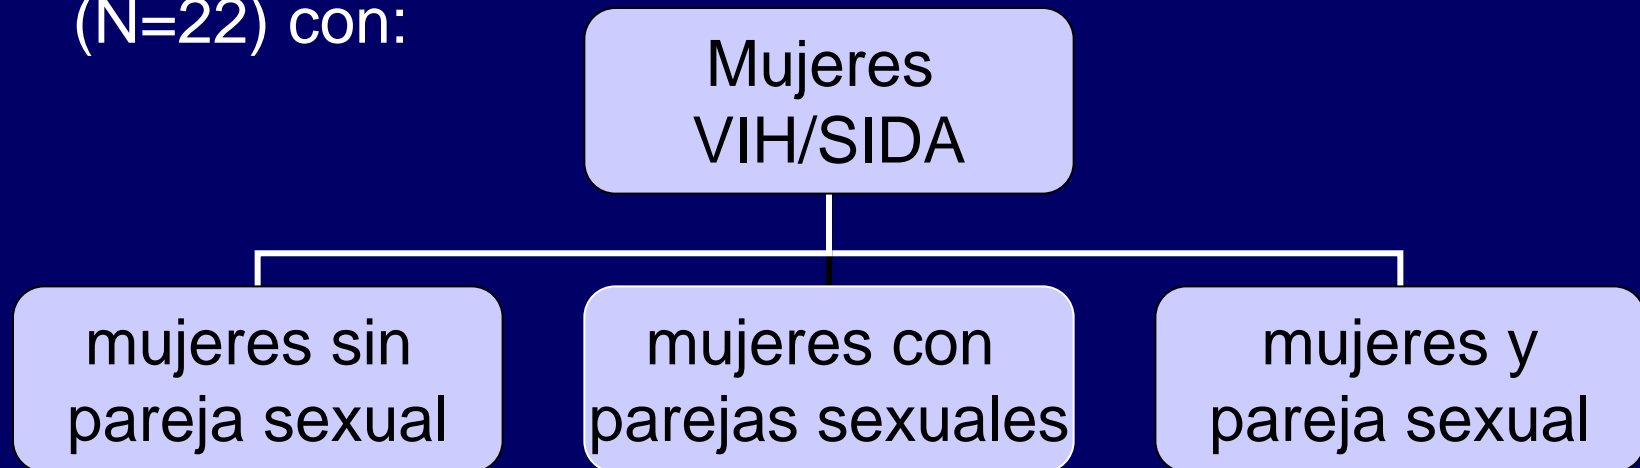 (N=22) con:
Mujeres
VIH/SIDA
mujeres sin
pareja sexual
mujeres con
parejas sexuales
mujeres y
pareja sexual